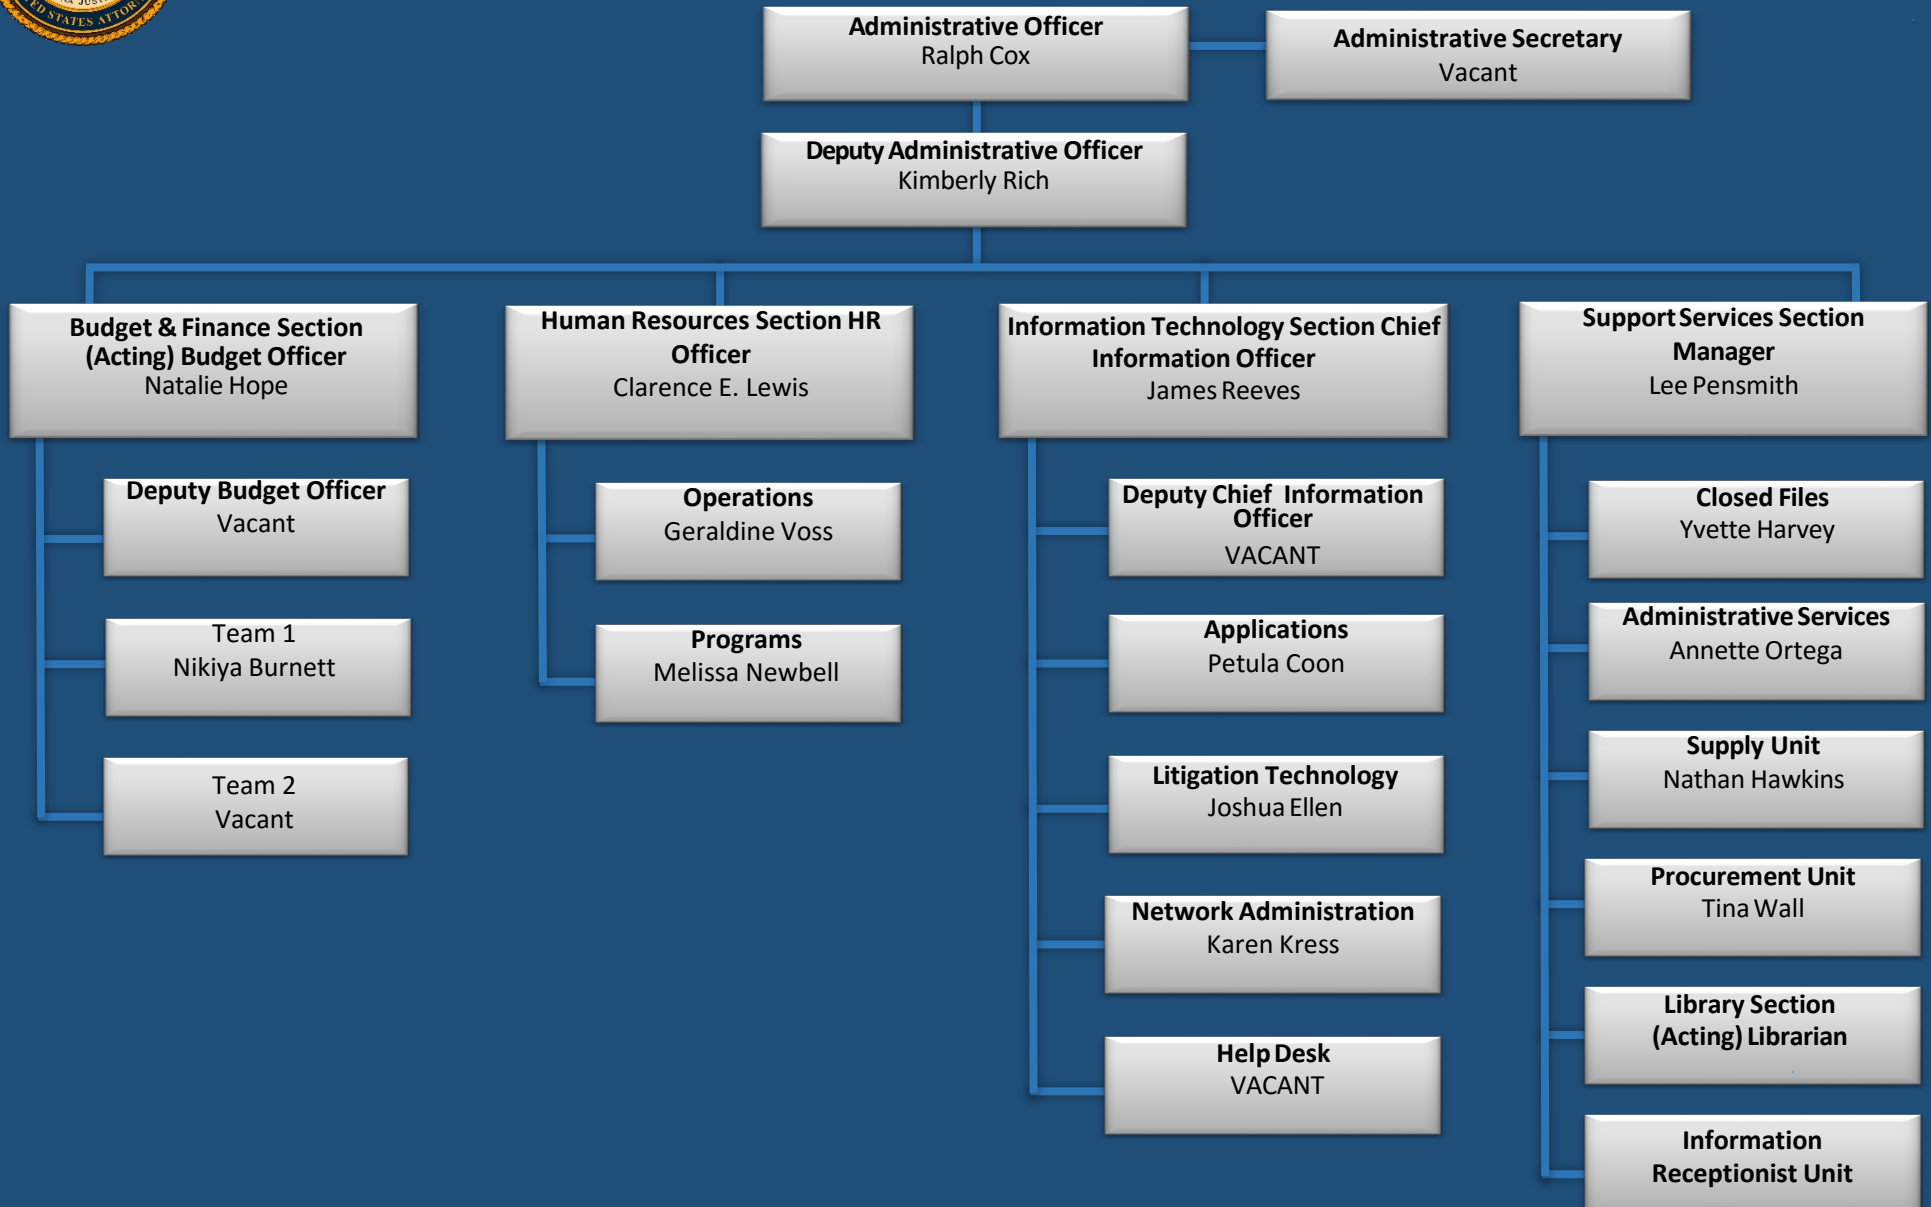 NA JUST
ED STATES ATTOR
Administrative Officer
Ralph Cox
Administrative Secretary
Vacant
Deputy Administrative Officer
Kimberly Rich
Budget & Finance Section
(Acting) Budget Officer
Natalie Hope
Human Resources Section HR
Officer
Clarence E. Lewis
Information Technology Section Chief
Information Officer
James Reeves
Support Services Section
Manager
Lee Pensmith
Deputy Budget Officer
Vacant
Team 1
Nikiya Burnett
Team 2
Vacant
Operations
Geraldine Voss
Programs
Melissa Newbell
Deputy Chief Information
Officer
VACANT
Applications
Petula Coon
Litigation Technology
Joshua Ellen
Network Administration
Karen Kress
Help Desk
VACANT
Closed Files
Yvette Harvey
Administrative Services
Annette Ortega
Supply Unit
Nathan Hawkins
Procurement Unit
Tina Wall
Library Section
(Acting) Librarian
Information
Receptionist Unit